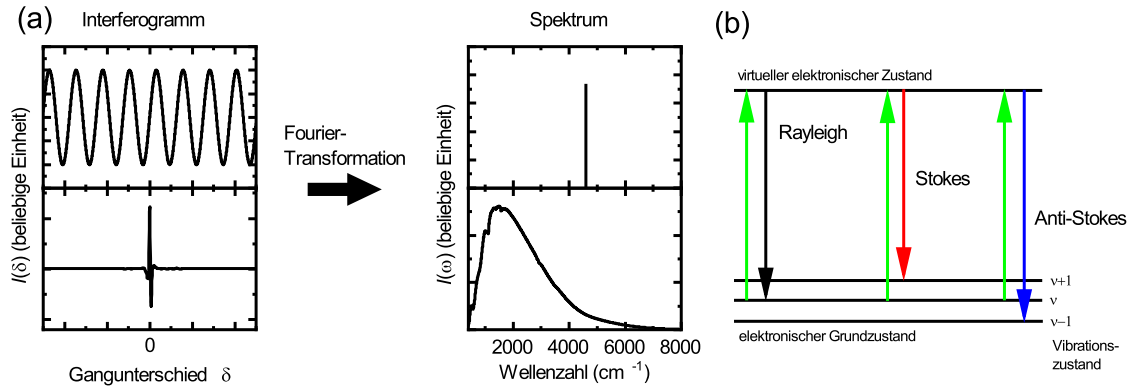 (a)
Interferogramm
Spektrum
I(δ) (beliebige Einheit)
0
Gangunterschied δ
Fourier-
Transformation
I(ω) (beliebige Einheit)
2000 4000 6000 8000
Wellenzahl (cm⁻¹)
(b)
virtueller elektronischer Zustand
Rayleigh
Stokes
Anti-Stokes
ν+1
ν
ν−1
elektronischer Grundzustand
Vibrations-
zustand